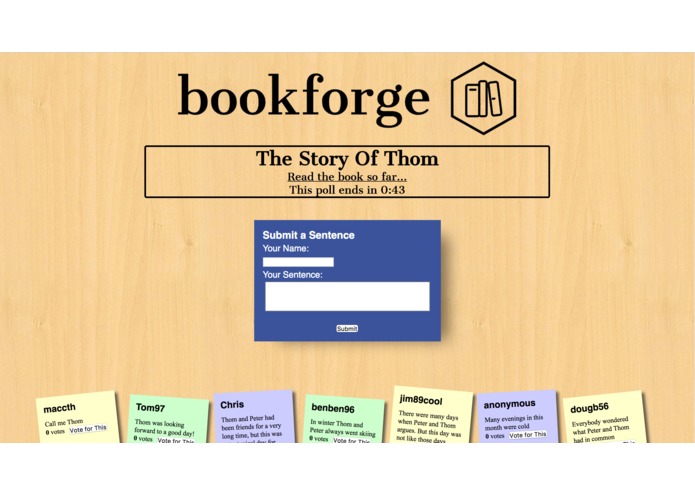 bookforge
The Story Of Thom
Read the book so far...
This poll ends in 0:43
Submit a Sentence
Your Name:
Your Sentence:
Submit
maccth
Call me Thom
0 votes Vote for This
Tom97
Thom was looking
forward to a good day!
0 votes Vote for This
Chris
Thom and Peter had
been friends for a very
long time, but this was
benben96
In winter Thom and
Peter always went skiing
0 votes Vote for This
jim89cool
There were many days
when Peter and Thom
argues. But this day was
not like those days
anonymous
Many evenings in this
month were cold
0 votes Vote for This
dougb56
Everybody wondered
what Peter and Thom
had in common